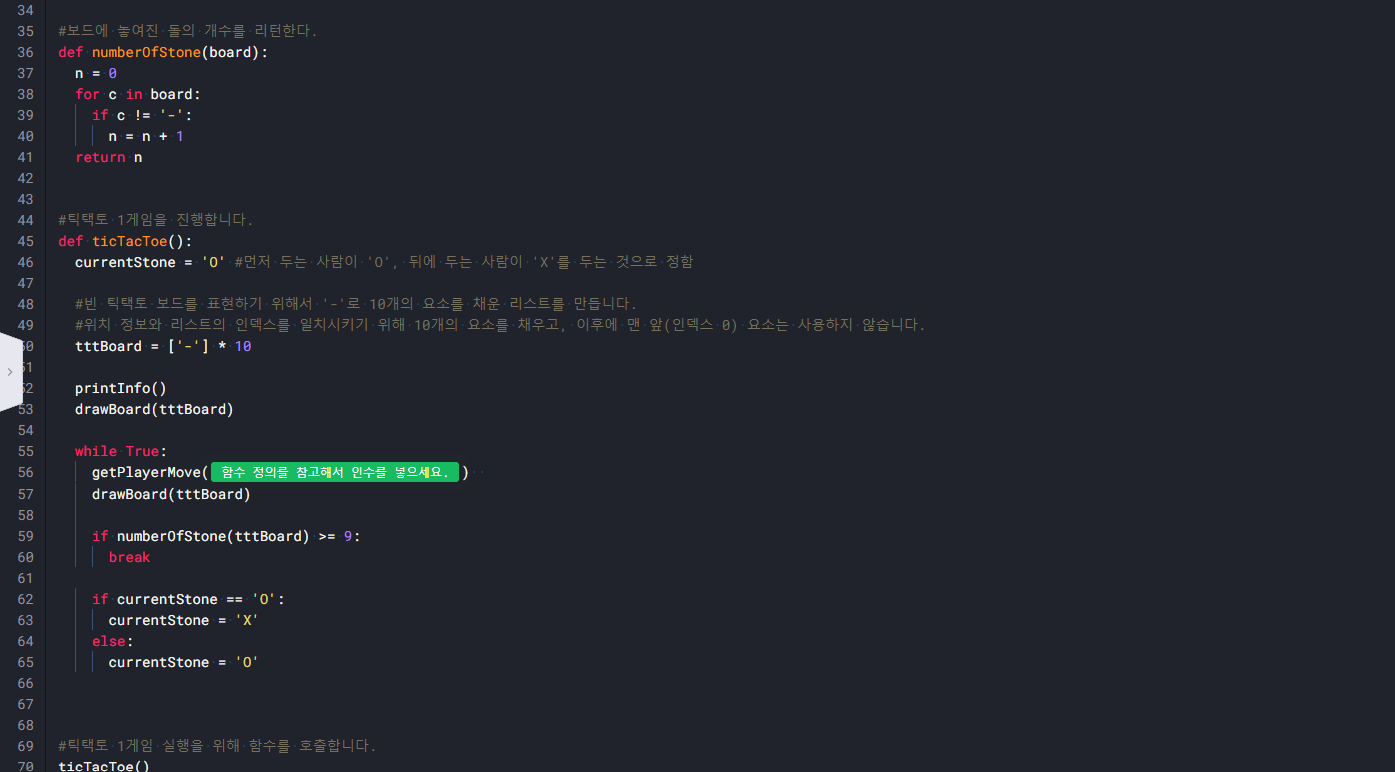 34
35 #보드에 놓여진 돌의 개수를 리턴한다.
36 def numberOfStone(board):
37 n = 0
38 for c in board:
39 if c != '-':
40 n = n + 1
41 return n
42
43
44 #틱택토 1게임을 진행합니다.
45 def ticTacToe():
46 currentStone = 'O' #먼저 두는 사람이 'O', 뒤에 두는 사람이 'X'를 두는 것으로 정함
47
48 #빈 틱택토 보드를 표현하기 위해서 '-'로 10개의 요소를 채운 리스트를 만듭니다.
49 #위치 정보와 리스트의 인덱스를 일치시키기 위해 10개의 요소를 채우고, 이후에 맨 앞(인덱스 0) 요소는 사용하지 않습니다.
50 tttBoard = ['-'] * 10
51
52 printInfo()
53 drawBoard(tttBoard)
54
55 while True:
56 getPlayerMove( 함수 정의를 참고해서 인수를 넣으세요. )
57 drawBoard(tttBoard)
58
59 if numberOfStone(tttBoard) >= 9:
60 break
61
62 if currentStone == 'O':
63 currentStone = 'X'
64 else:
65 currentStone = 'O'
66
67
68
69 #틱택토 1게임 실행을 위해 함수를 호출합니다.
70 ticTacToe()